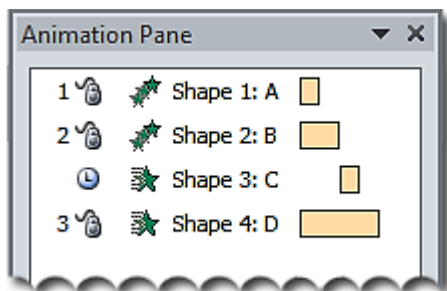 Animation Pane
1 Shape 1: A
2 Shape 2: B
Shape 3: C
3 Shape 4: D